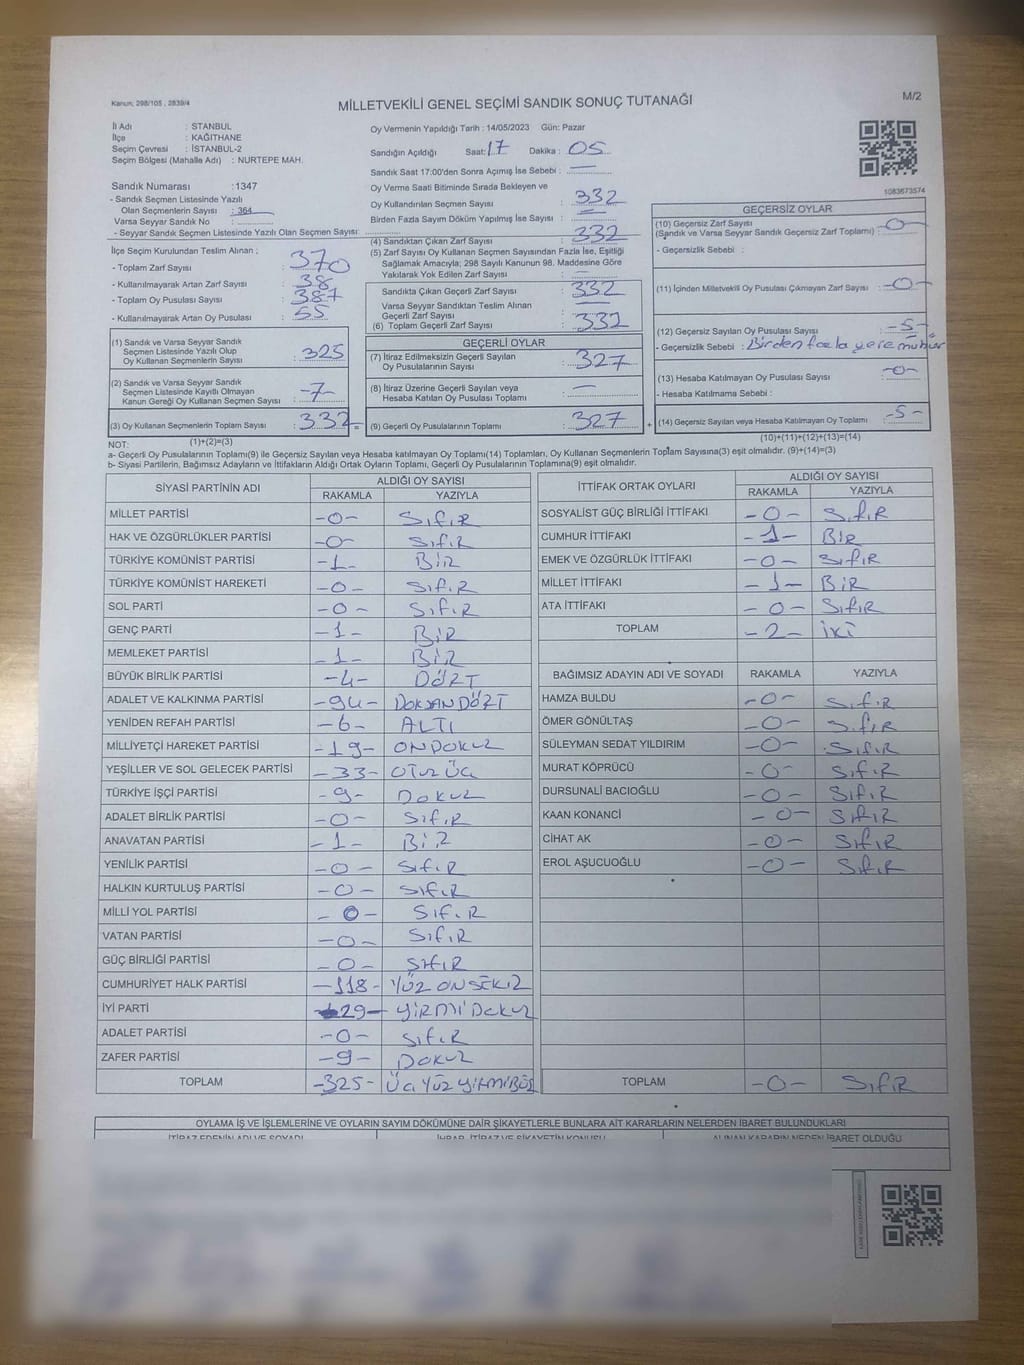 Kanun, 298/105 , 2839/4
MİLLETVEKİLİ GENEL SEÇİMİ SANDIK SONUÇ TUTANAĞI
M/2
İl Adı : STANBUL
İlçe : KAĞITHANE
Seçim Çevresi : İSTANBUL-2
Seçim Bölgesi (Mahalle Adı) : NURTEPE MAH.
Oy Vermenin Yapıldığı Tarih : 14/05/2023 Gün: Pazar
Sandığın Açıldığı Saat: 17 Dakika : 05
Sandık Saat 17:00'den Sonra Açımış İse Sebebi :
Sandık Numarası :1347
- Sandık Seçmen Listesinde Yazılı
Olan Seçmenlerin Sayısı : 364
Varsa Seyyar Sandık No :
- Seyyar Sandık Seçmen Listesinde Yazılı Olan Seçmen Sayısı:
Oy Verme Saati Bitiminde Sırada Bekleyen ve
Oy Kullandırılan Seçmen Sayısı : 332
Birden Fazla Sayım Döküm Yapılmış İse Sayısı :
(4) Sandıktan Çıkan Zarf Sayısı : 332
(5) Zarf Sayısı Oy Kullanan Seçmen Sayısından Fazla İse, Eşitliği
Sağlamak Amacıyla; 298 Sayılı Kanunun 98. Maddesine Göre
Yakılarak Yok Edilen Zarf Sayısı :
1083673574
İlçe Seçim Kurulundan Teslim Alınan ;
- Toplam Zarf Sayısı : 370
- Kullanılmayarak Artan Zarf Sayısı : 38
- Toplam Oy Pusulası Sayısı : 387
- Kullanılmayarak Artan Oy Pusulası : 55
Sandıkta Çıkan Geçerli Zarf Sayısı : 332
Varsa Seyyar Sandıktan Teslim Alınan
Geçerli Zarf Sayısı :
(6) Toplam Geçerli Zarf Sayısı : 332
GEÇERSİZ OYLAR
(10) Geçersiz Zarf Sayısı
(Sandık ve Varsa Seyyar Sandık Geçersiz Zarf Toplamı) : -0-
- Geçersizlik Sebebi :
(11) İçinden Milletvekili Oy Pusulası Çıkmayan Zarf Sayısı : -0-
(12) Geçersiz Sayılan Oy Pusulası Sayısı : -5-
- Geçersizlik Sebebi : Birden fazla yere mühür
(13) Hesaba Katılmayan Oy Pusulası Sayısı : -0-
- Hesaba Katılmama Sebebi :
(14) Geçersiz Sayılan veya Hesaba Katılmayan Oy Toplamı : -5-
(10)+(11)+(12)+(13)=(14)
(1) Sandık ve Varsa Seyyar Sandık
Seçmen Listesinde Yazılı Olup
Oy Kullanan Seçmenlerin Sayısı : 325
(2) Sandık ve Varsa Seyyar Sandık
Seçmen Listesinde Kayıtlı Olmayan
Kanun Gereği Oy Kullanan Seçmen Sayısı : -7-
(3) Oy Kullanan Seçmenlerin Toplam Sayısı : 332 =
GEÇERLİ OYLAR
(7) İtiraz Edilmeksizin Geçerli Sayılan
Oy Pusulalarının Sayısı : 327
(8) İtiraz Üzerine Geçerli Sayılan veya
Hesaba Katılan Oy Pusulası Toplamı :
(9) Geçerli Oy Pusulalarının Toplamı : 327 +
NOT: (1)+(2)=(3)
a- Geçerli Oy Pusulalarının Toplamı(9) ile Geçersiz Sayılan veya Hesaba katılmayan Oy Toplamı(14) Toplamları, Oy Kullanan Seçmenlerin Toplam Sayısına(3) eşit olmalıdır. (9)+(14)=(3)
b- Siyasi Partilerin, Bağımsız Adayların ve İttifakların Aldığı Ortak Oyların Toplamı, Geçerli Oy Pusulalarının Toplamına(9) eşit olmalıdır.
SİYASİ PARTİNİN ADI ALDIĞI OY SAYISI
RAKAMLA YAZIYLA
MİLLET PARTİSİ -0- SıfıR
HAK VE ÖZGÜRLÜKLER PARTİSİ -0- SıfıR
TÜRKİYE KOMÜNİST PARTİSİ -1- BİR
TÜRKİYE KOMÜNİST HAREKETİ -0- SıfıR
SOL PARTİ -0- SıfıR
GENÇ PARTİ -1- BİR
MEMLEKET PARTİSİ -1- BİR
BÜYÜK BİRLİK PARTİSİ -4- DÖRT
ADALET VE KALKINMA PARTİSİ -94- DOKSANDÖRT
YENİDEN REFAH PARTİSİ -6- ALTI
MİLLİYETÇİ HAREKET PARTİSİ -19- ONDOKUZ
YEŞİLLER VE SOL GELECEK PARTİSİ -33- OTUZ ÜÇ
TÜRKİYE İŞÇİ PARTİSİ -9- DOKUZ
ADALET BİRLİK PARTİSİ -0- SıfıR
ANAVATAN PARTİSİ -1- BİR
YENİLİK PARTİSİ -0- SıfıR
HALKIN KURTULUŞ PARTİSİ -0- SıfıR
MİLLİ YOL PARTİSİ -0- SıfıR
VATAN PARTİSİ -0- SıfıR
GÜÇ BİRLİĞİ PARTİSİ -0- SıfıR
CUMHURİYET HALK PARTİSİ -118- YÜZ ONSEKİZ
İYİ PARTİ -29- YİRMİ DOKUZ
ADALET PARTİSİ -0- SıfıR
ZAFER PARTİSİ -9- DOKUZ
TOPLAM -325- ÜÇ YÜZ YİRMİBEŞ
İTTİFAK ORTAK OYLARI ALDIĞI OY SAYISI
RAKAMLA YAZIYLA
SOSYALİST GÜÇ BİRLİĞİ İTTİFAKI -0- SıfıR
CUMHUR İTTİFAKI -1- BİR
EMEK VE ÖZGÜRLÜK İTTİFAKI -0- SıfıR
MİLLET İTTİFAKI -1- BİR
ATA İTTİFAKI -0- SıfıR
TOPLAM -2- İKİ
BAĞIMSIZ ADAYIN ADI VE SOYADI RAKAMLA YAZIYLA
HAMZA BULDU -0- SıfıR
ÖMER GÖNÜLTAŞ -0- SıfıR
SÜLEYMAN SEDAT YILDIRIM -0- SıfıR
MURAT KÖPRÜCÜ -0- SıfıR
DURSUNALİ BACIOĞLU -0- SıfıR
KAAN KONANCİ -0- SıfıR
CİHAT AK -0- SıfıR
EROL AŞUCUOĞLU -0- SıfıR
TOPLAM -0- SıfıR
OYLAMA İŞ VE İŞLEMLERİNE VE OYLARIN SAYIM DÖKÜMÜNE DAİR ŞİKAYETLERLE BUNLARA AİT KARARLARIN NELERDEN İBARET BULUNDUKLARI
İTİRAZ EDENİN ADI VE SOYADI İHBAR, İTİRAZ VE ŞİKAYETİN KONUSU ALINAN KARARIN NEDEN İBARET OLDUĞU